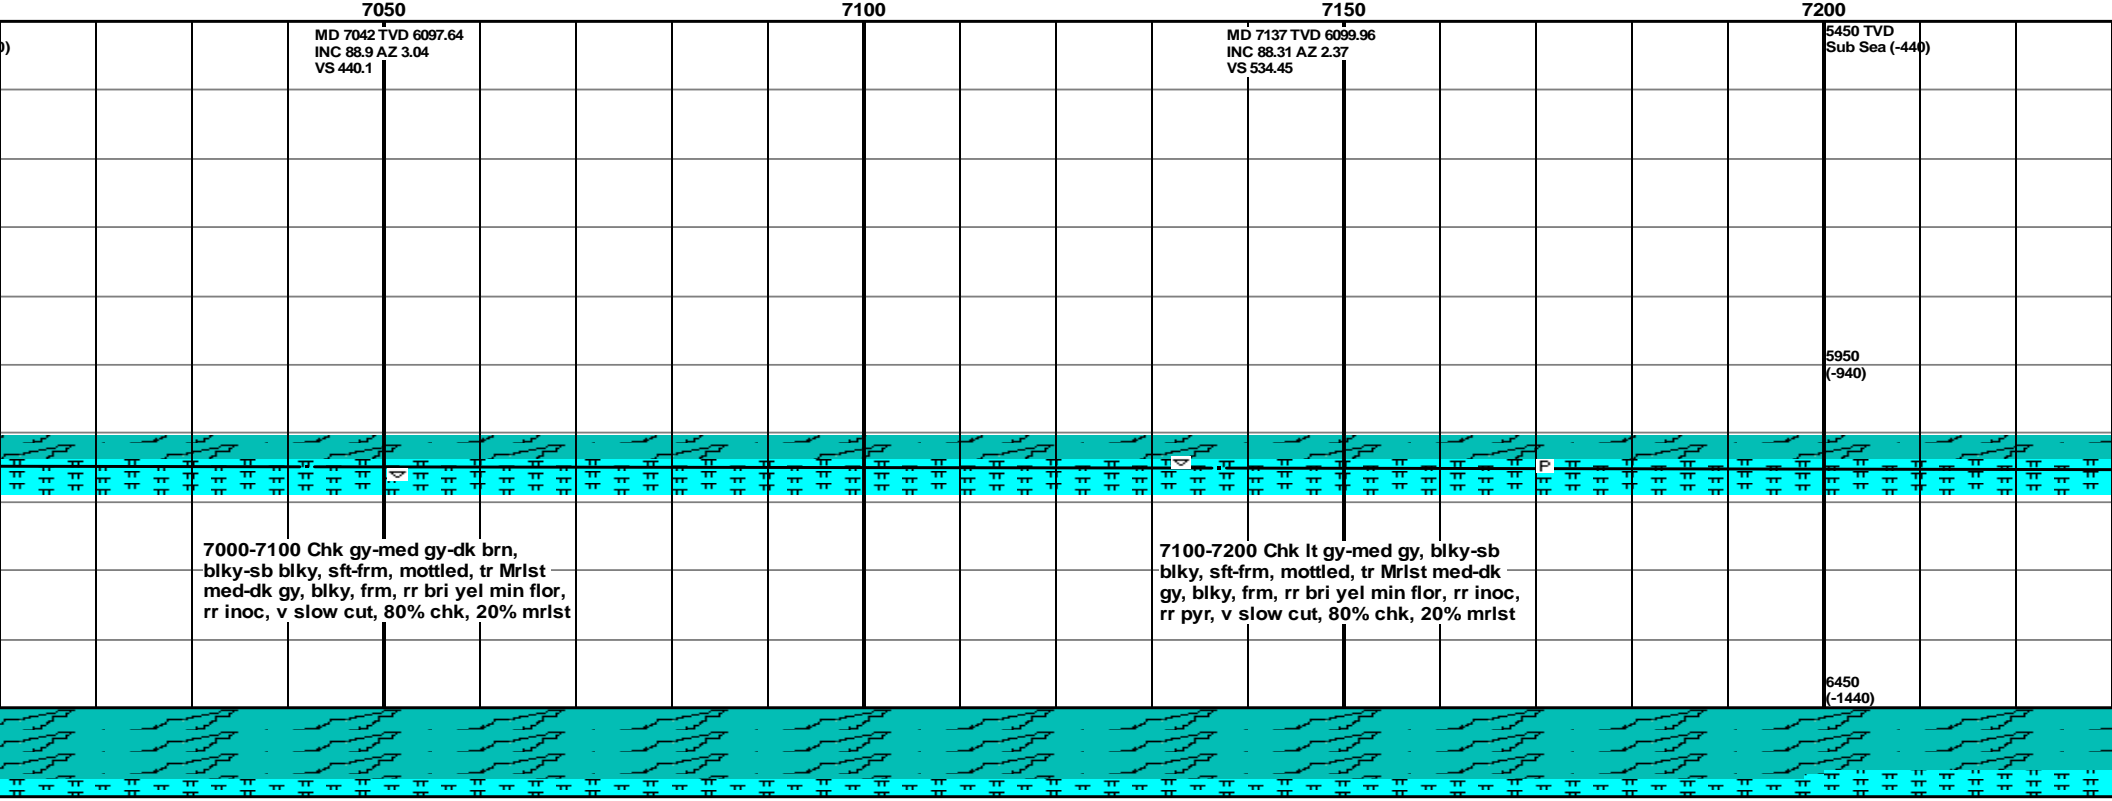 7050 7100 7150 7200
0)
MD 7042 TVD 6097.64
INC 88.9 AZ 3.04
VS 440.1
MD 7137 TVD 6099.96
INC 88.31 AZ 2.37
VS 534.45
5450 TVD
Sub Sea (-440)
5950
(-940)
P
7000-7100 Chk gy-med gy-dk brn,
blky-sb blky, sft-frm, mottled, tr Mrlst
med-dk gy, blky, frm, rr bri yel min flor,
rr inoc, v slow cut, 80% chk, 20% mrlst
7100-7200 Chk lt gy-med gy, blky-sb
blky, sft-frm, mottled, tr Mrlst med-dk
gy, blky, frm, rr bri yel min flor, rr inoc,
rr pyr, v slow cut, 80% chk, 20% mrlst
6450
(-1440)